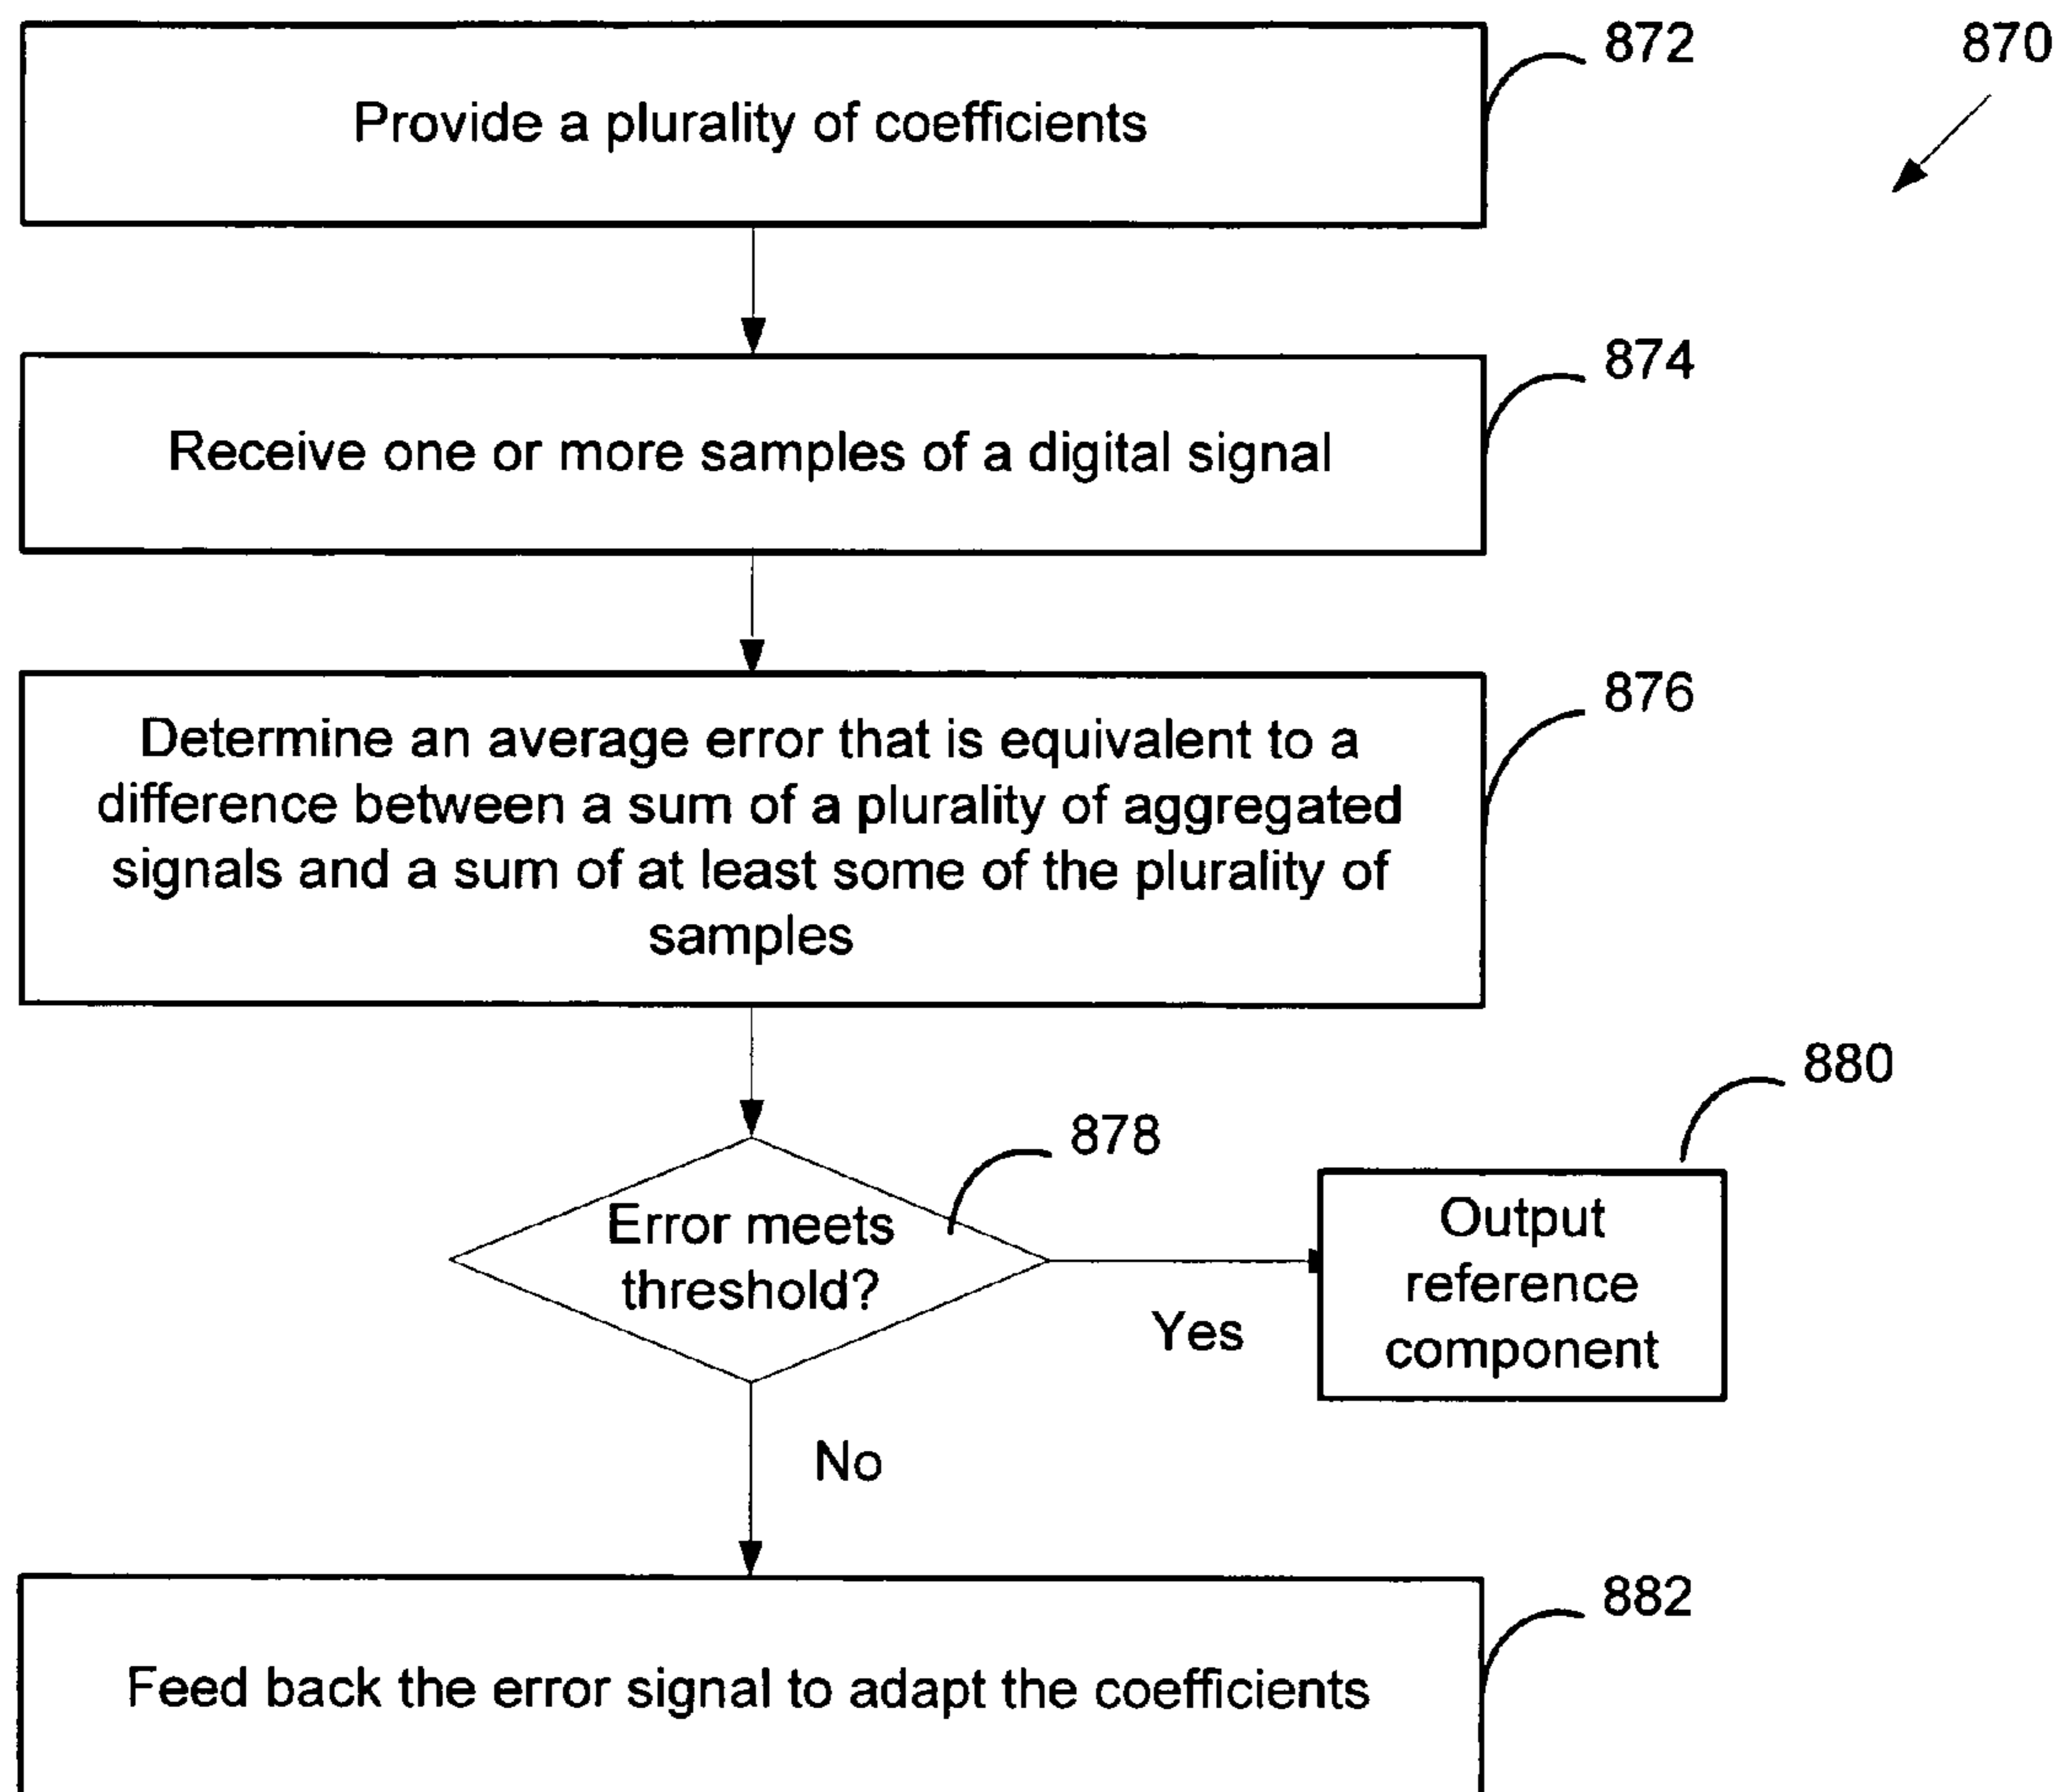 872
870
Provide a plurality of coefficients
874
Receive one or more samples of a digital signal
876
Determine an average error that is equivalent to a
difference between a sum of a plurality of aggregated
signals and a sum of at least some of the plurality of
samples
880
878
Error meets
threshold?
Output
reference
component
Yes
No
882
Feed back the error signal to adapt the coefficients